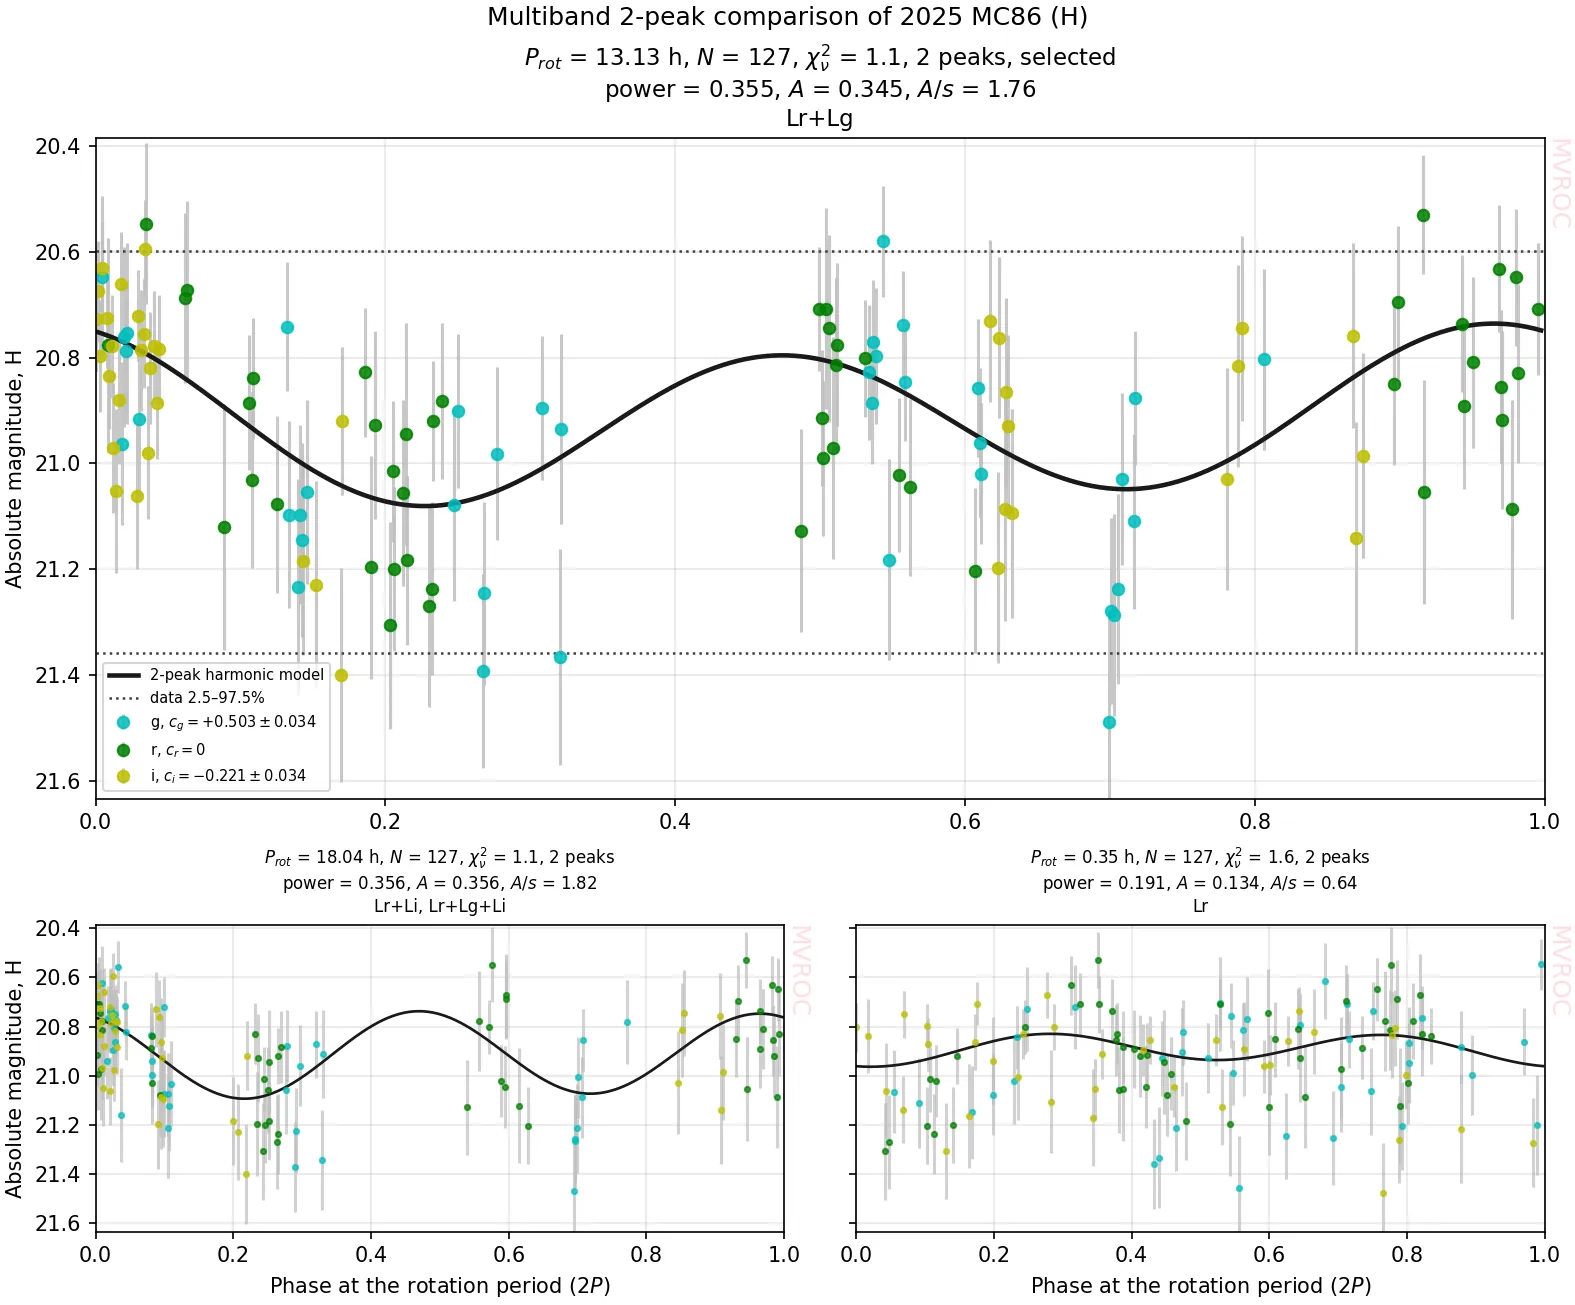 Multiband 2-peak comparison of 2025 MC86 (H)
P_rot = 13.13 h, N = 127, χ²_ν = 1.1, 2 peaks, selected
power = 0.355, A = 0.345, A/s = 1.76
Lr+Lg
MVROC
Absolute magnitude, H
20.4
20.6
20.8
21.0
21.2
21.4
21.6
2-peak harmonic model
data 2.5–97.5%
g, c_g = +0.503 ± 0.034
r, c_r = 0
i, c_i = −0.221 ± 0.034
0.0 0.2 0.4 0.6 0.8 1.0
P_rot = 18.04 h, N = 127, χ²_ν = 1.1, 2 peaks
power = 0.356, A = 0.356, A/s = 1.82
Lr+Li, Lr+Lg+Li
MVROC
Absolute magnitude, H
20.4
20.6
20.8
21.0
21.2
21.4
21.6
0.0 0.2 0.4 0.6 0.8 1.0
Phase at the rotation period (2P)
P_rot = 0.35 h, N = 127, χ²_ν = 1.6, 2 peaks
power = 0.191, A = 0.134, A/s = 0.64
Lr
MVROC
0.0 0.2 0.4 0.6 0.8 1.0
Phase at the rotation period (2P)